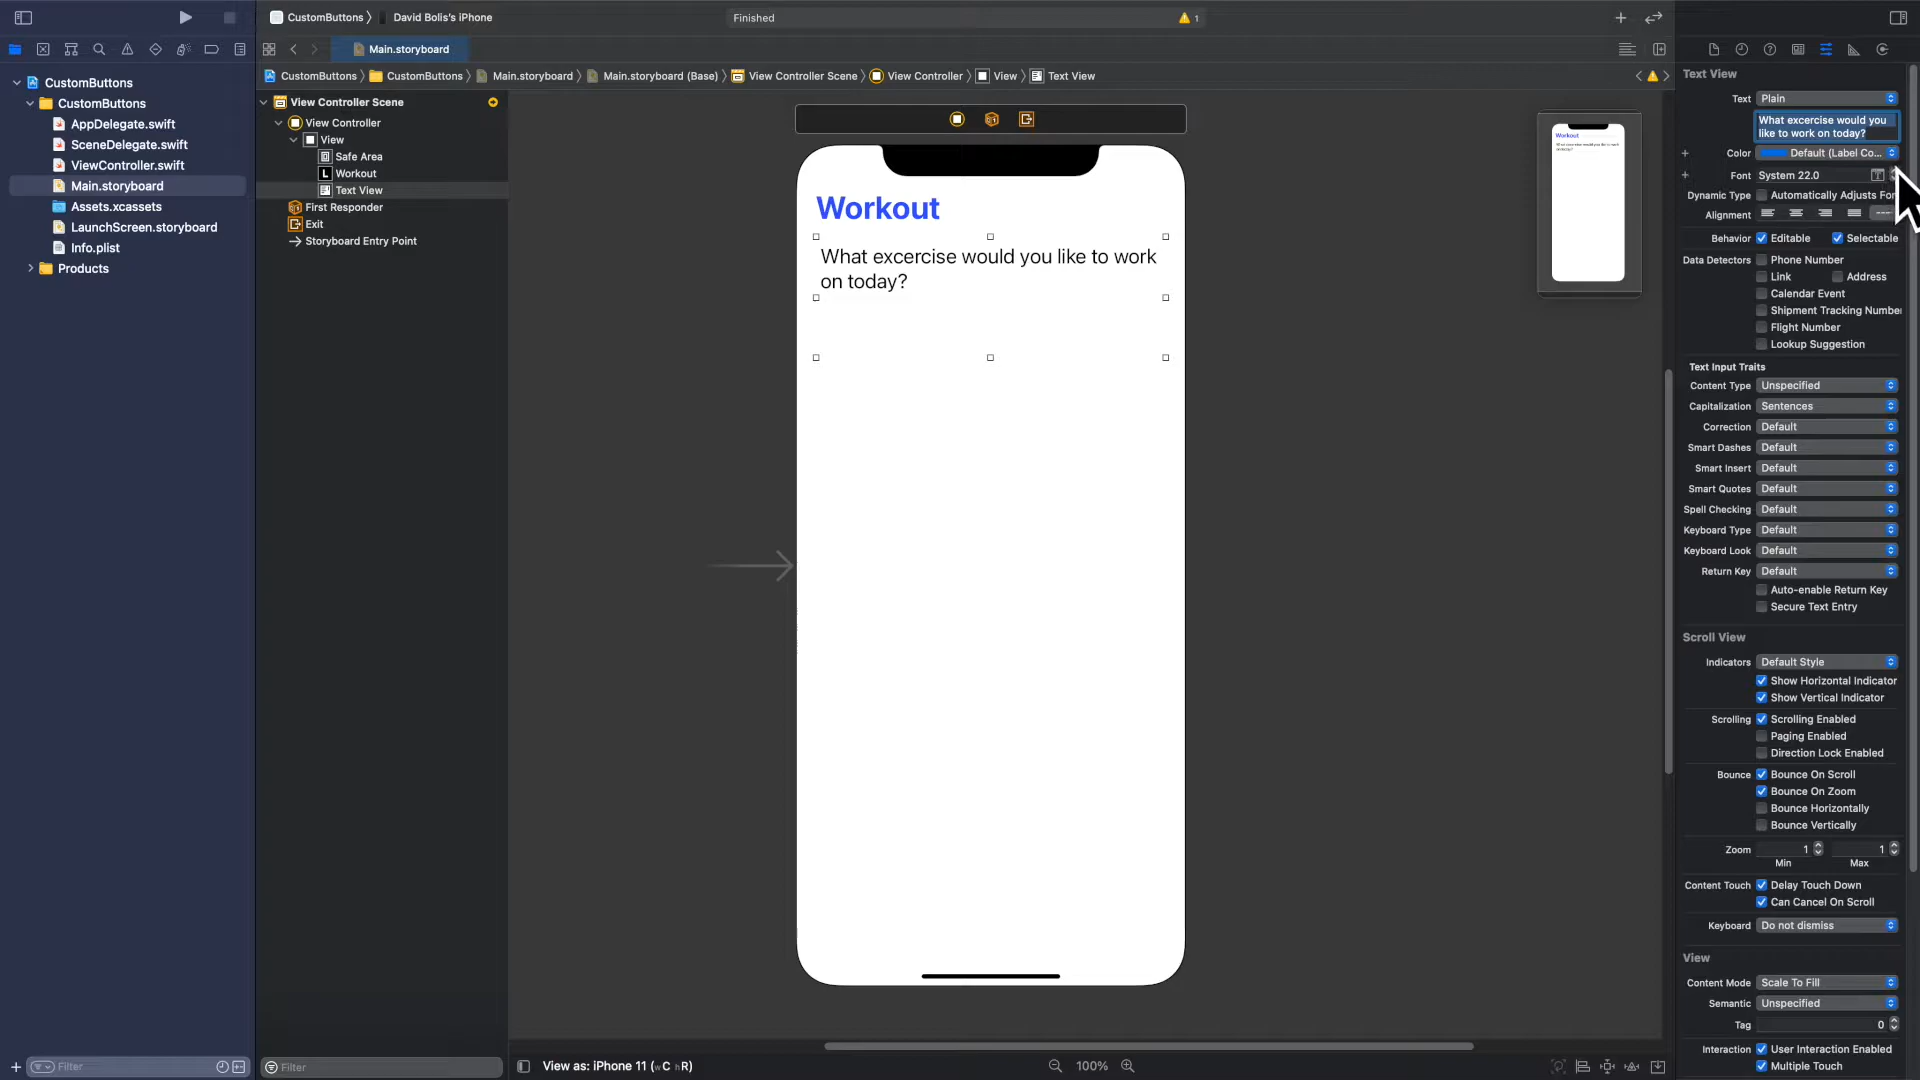 CustomButtons
David Bolis's iPhone
Finished
1
Main.storyboard
CustomButtons
CustomButtons
Main.storyboard
Main.storyboard (Base)
View Controller Scene
View Controller
View
Text View
CustomButtons
CustomButtons
AppDelegate.swift
SceneDelegate.swift
ViewController.swift
Main.storyboard
Assets.xcassets
LaunchScreen.storyboard
Info.plist
Products
Filter
View Controller Scene
View Controller
View
Safe Area
L Workout
Text View
First Responder
Exit
Storyboard Entry Point
Filter
Workout
What excercise would you like to work
on today?
View as: iPhone 11 (wC hR)
100%
Text View
Text Plain
What excercise would you
like to work on today?
Color Default (Label Co...
Font System 22.0
Dynamic Type Automatically Adjusts For
Alignment
Behavior Editable Selectable
Data Detectors Phone Number
Link Address
Calendar Event
Shipment Tracking Number
Flight Number
Lookup Suggestion
Text Input Traits
Content Type Unspecified
Capitalization Sentences
Correction Default
Smart Dashes Default
Smart Insert Default
Smart Quotes Default
Spell Checking Default
Keyboard Type Default
Keyboard Look Default
Return Key Default
Auto-enable Return Key
Secure Text Entry
Scroll View
Indicators Default Style
Show Horizontal Indicator
Show Vertical Indicator
Scrolling Scrolling Enabled
Paging Enabled
Direction Lock Enabled
Bounce Bounce On Scroll
Bounce On Zoom
Bounce Horizontally
Bounce Vertically
Zoom 1 1
Min Max
Content Touch Delay Touch Down
Can Cancel On Scroll
Keyboard Do not dismiss
View
Content Mode Scale To Fill
Semantic Unspecified
Tag 0
Interaction User Interaction Enabled
Multiple Touch